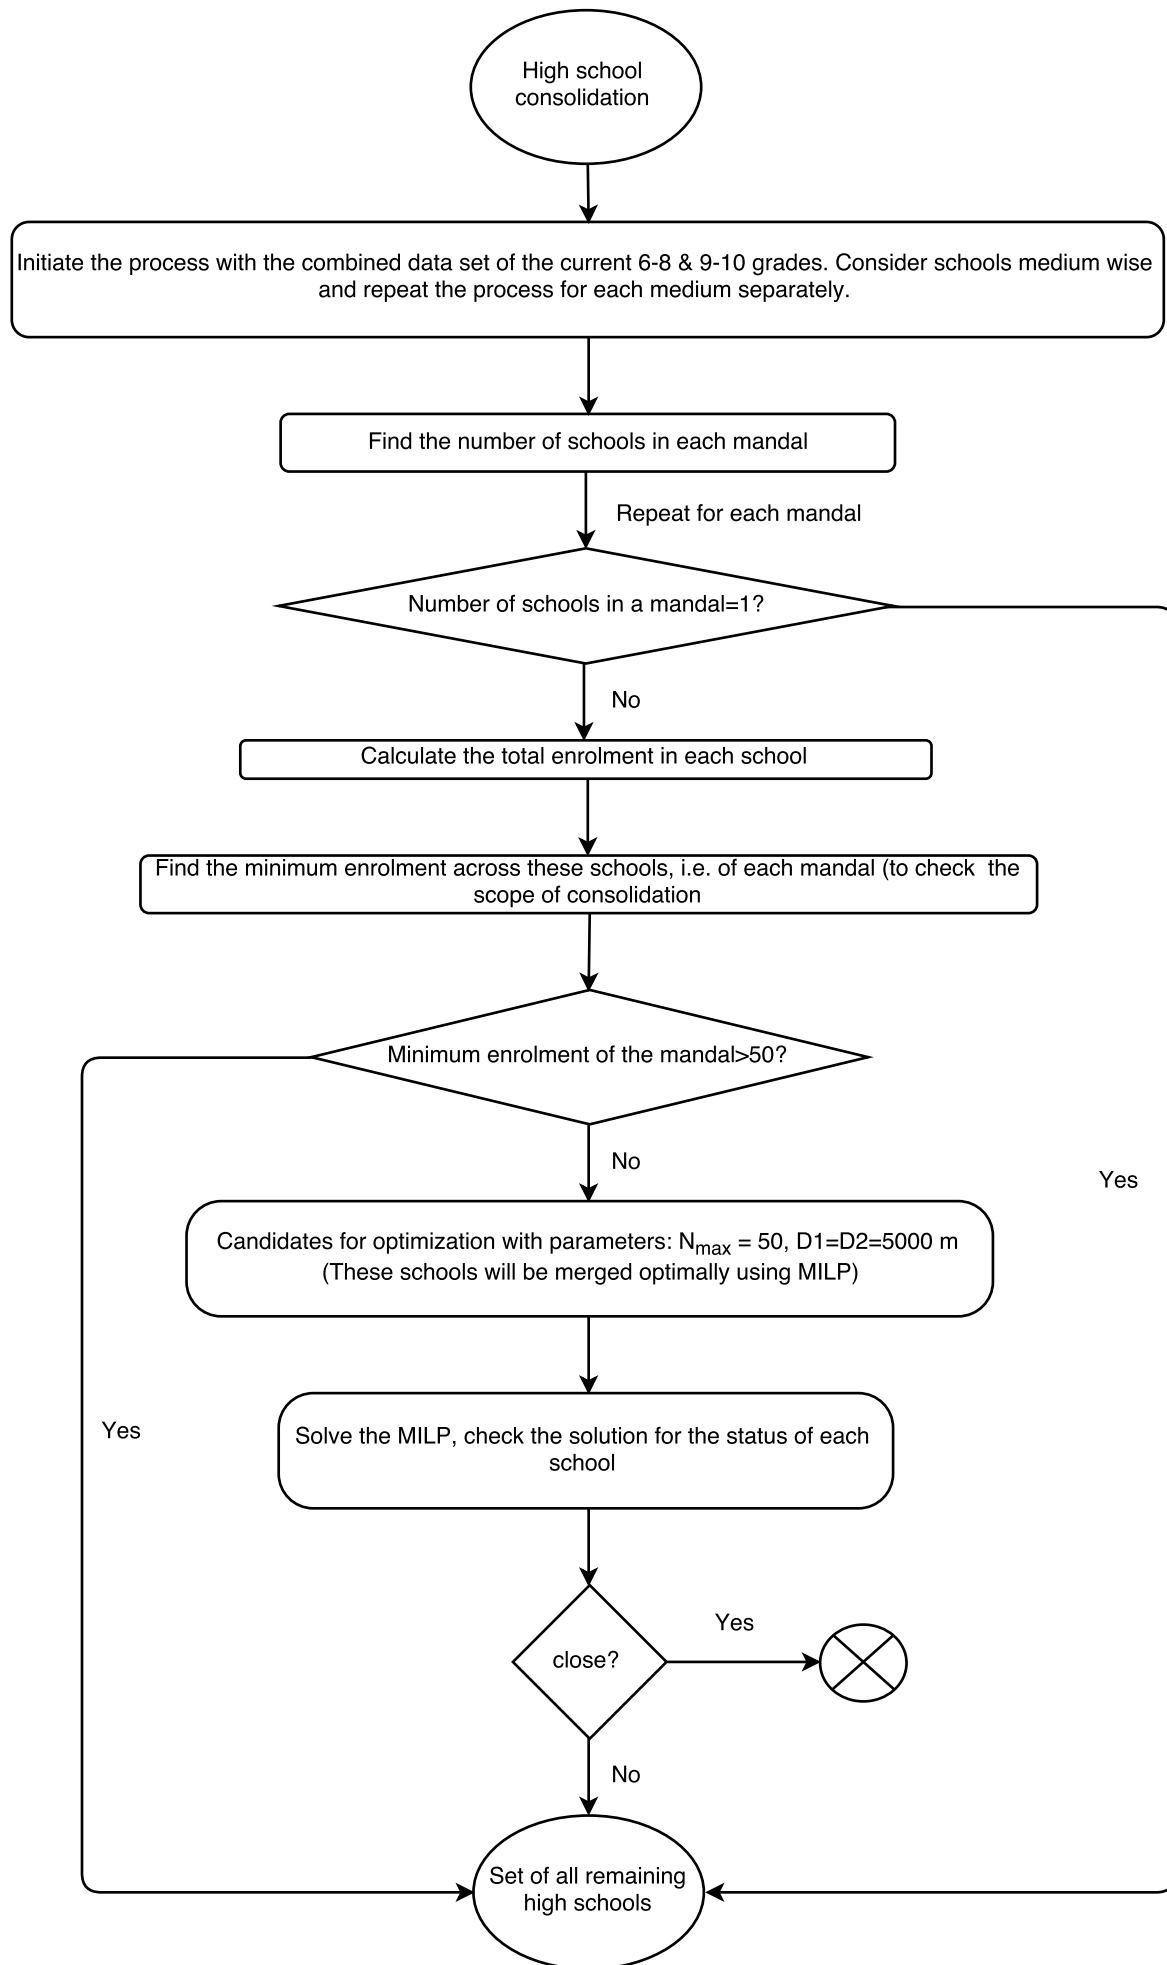 High school
consolidation
Initiate the process with the combined data set of the current 6-8 & 9-10 grades. Consider schools medium wise
and repeat the process for each medium separately.
Find the number of schools in each mandal
Repeat for each mandal
Number of schools in a mandal=1?
No
Calculate the total enrolment in each school
Find the minimum enrolment across these schools, i.e. of each mandal (to check  the
scope of consolidation
Minimum enrolment of the mandal>50?
No
Yes
Candidates for optimization with parameters: Nmax = 50, D1=D2=5000 m
(These schools will be merged optimally using MILP)
Yes
Solve the MILP, check the solution for the status of each
school
close?
Yes
No
Set of all remaining
high schools